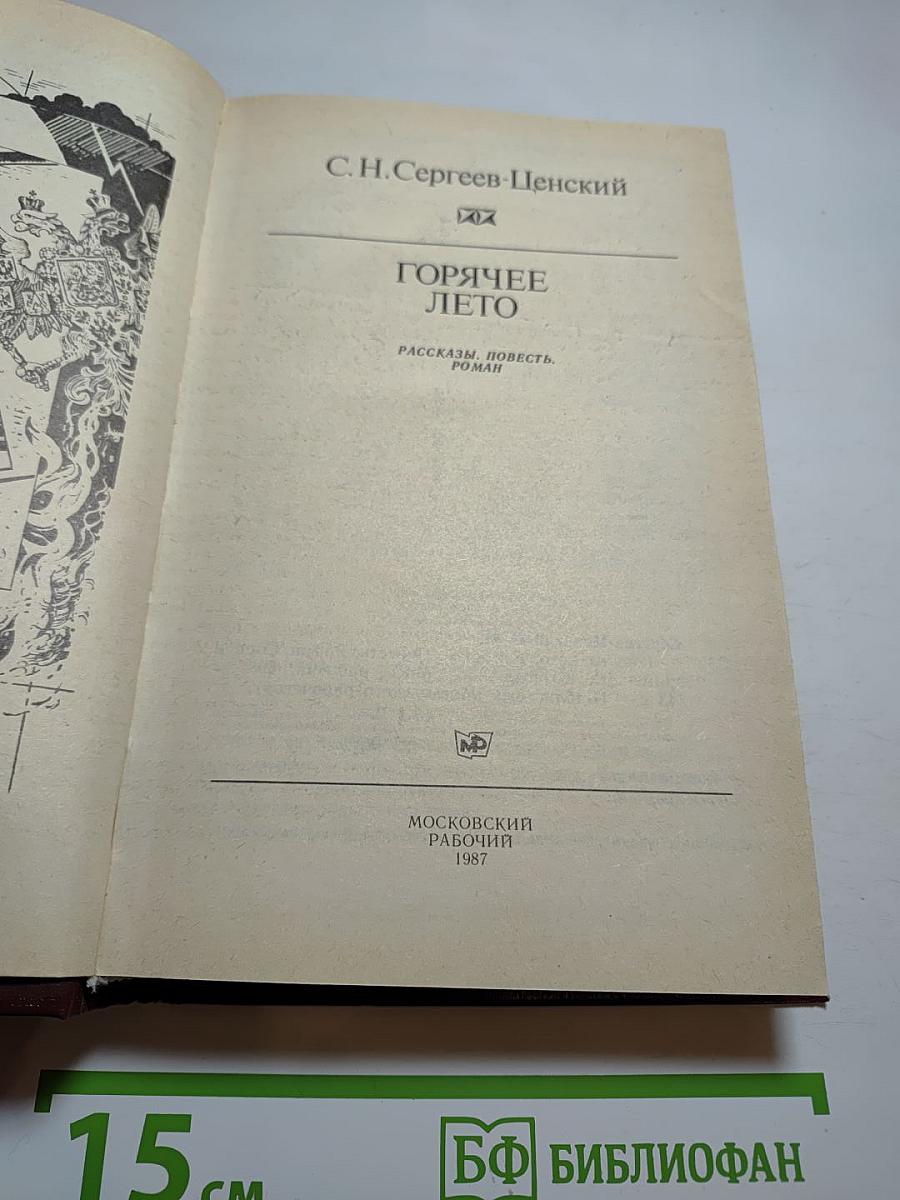 С. Н. Сергеев-Ценский
ГОРЯЧЕЕ
ЛЕТО
РАССКАЗЫ. ПОВЕСТЬ.
РОМАН
МР
МОСКОВСКИЙ
РАБОЧИЙ
1987
15 см
БФ БИБЛИОФАН